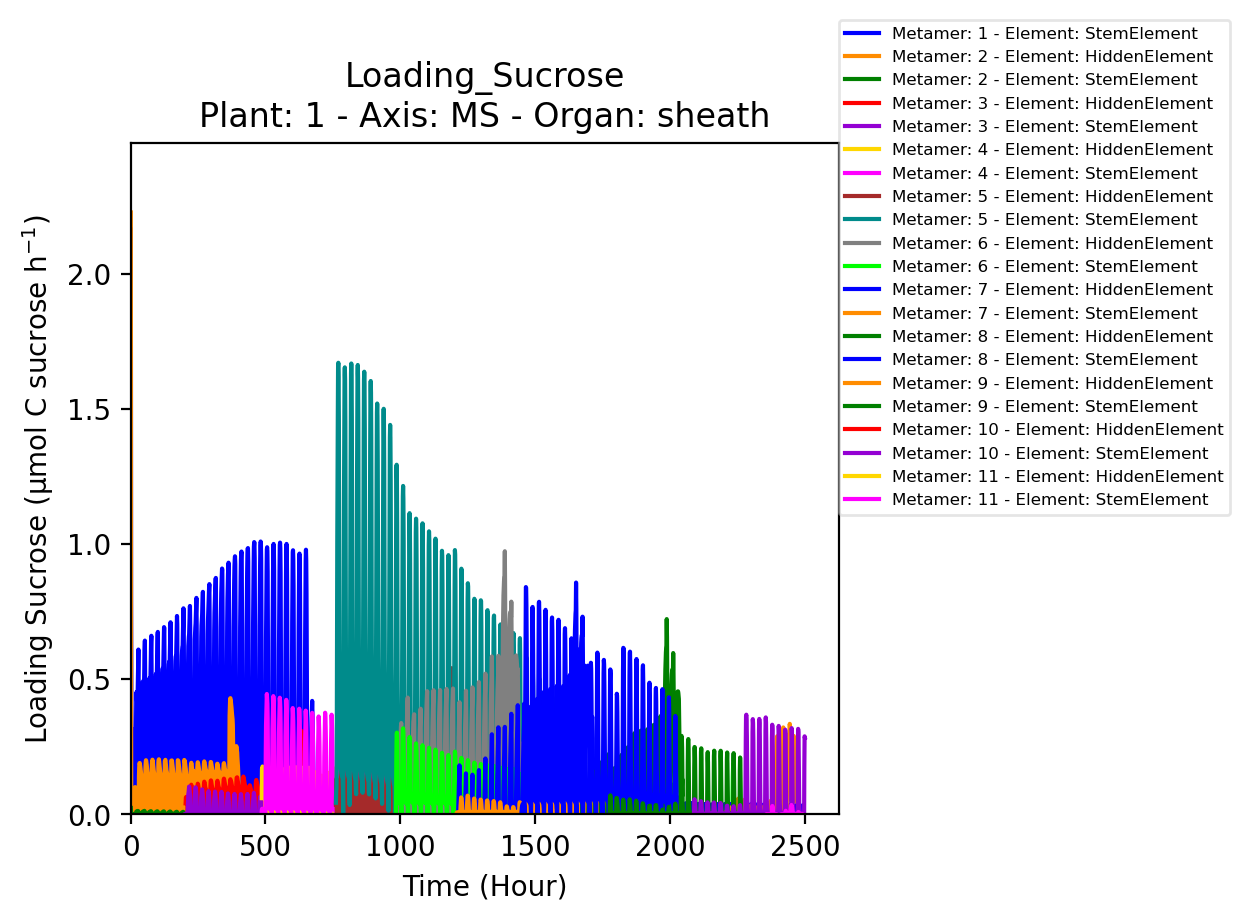 Loading_Sucrose
Plant: 1 - Axis: MS - Organ: sheath
Loading Sucrose (µmol C sucrose h⁻¹)
2.0
1.5
1.0
0.5
0.0
0 500 1000 1500 2000 2500
Time (Hour)
Metamer: 1 - Element: StemElement
Metamer: 2 - Element: HiddenElement
Metamer: 2 - Element: StemElement
Metamer: 3 - Element: HiddenElement
Metamer: 3 - Element: StemElement
Metamer: 4 - Element: HiddenElement
Metamer: 4 - Element: StemElement
Metamer: 5 - Element: HiddenElement
Metamer: 5 - Element: StemElement
Metamer: 6 - Element: HiddenElement
Metamer: 6 - Element: StemElement
Metamer: 7 - Element: HiddenElement
Metamer: 7 - Element: StemElement
Metamer: 8 - Element: HiddenElement
Metamer: 8 - Element: StemElement
Metamer: 9 - Element: HiddenElement
Metamer: 9 - Element: StemElement
Metamer: 10 - Element: HiddenElement
Metamer: 10 - Element: StemElement
Metamer: 11 - Element: HiddenElement
Metamer: 11 - Element: StemElement